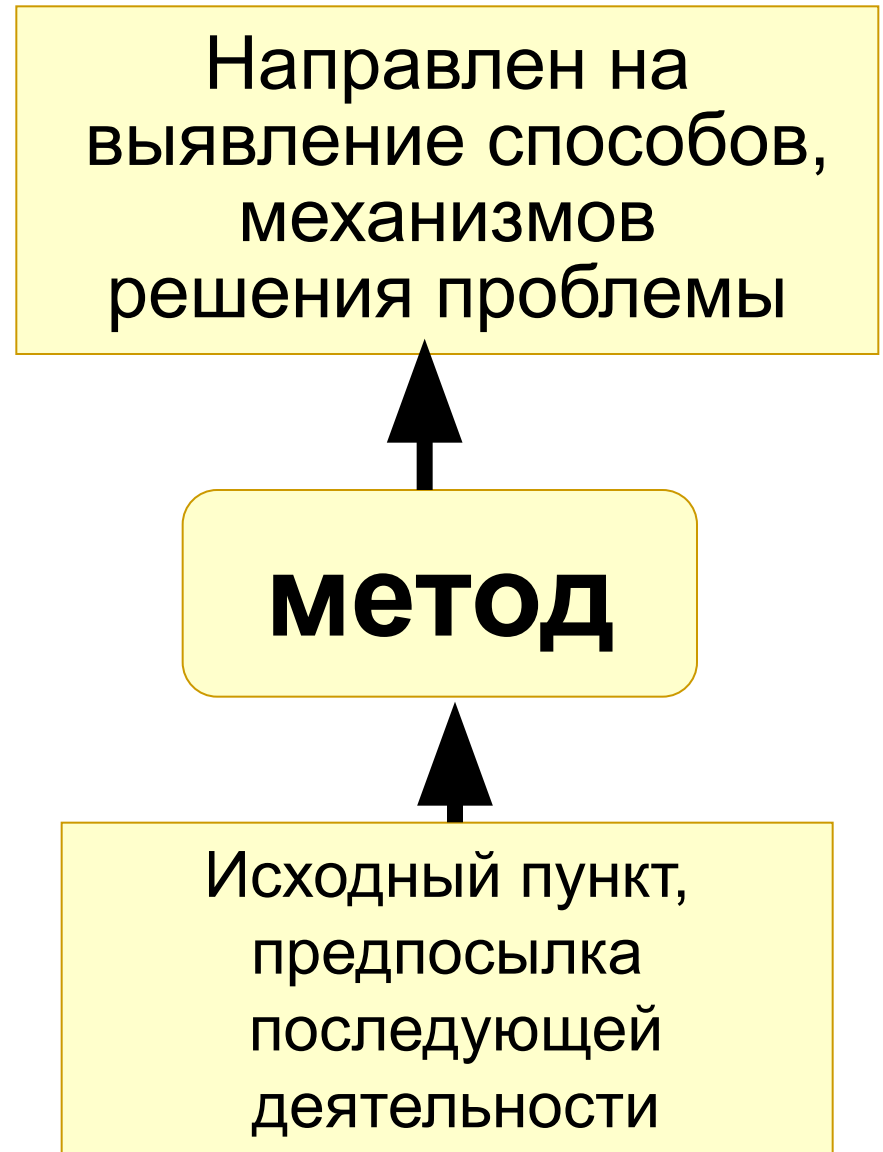 Направлен на
выявление способов,
механизмов
решения проблемы
метод
Исходный пункт,
предпосылка
последующей
деятельности